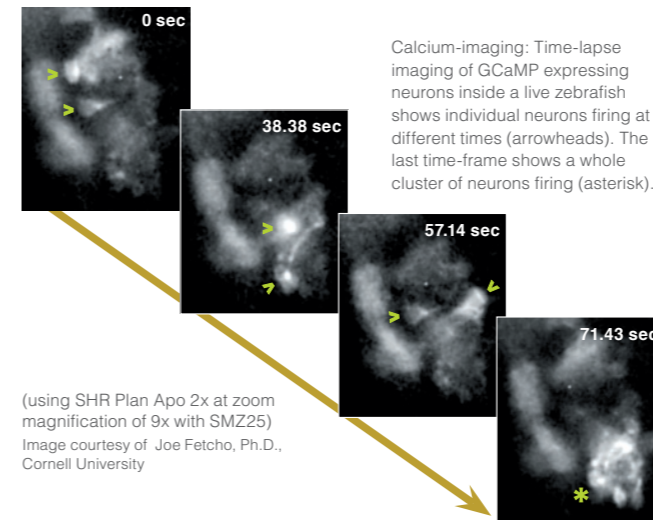 0 sec
Calcium-imaging: Time-lapse
imaging of GCaMP expressing
neurons inside a live zebrafish
shows individual neurons firing at
different times (arrowheads). The
last time-frame shows a whole
cluster of neurons firing (asterisk).
38.38 sec
57.14 sec
71.43 sec
(using SHR Plan Apo 2x at zoom
magnification of 9x with SMZ25)
Image courtesy of Joe Fetcho, Ph.D.,
Cornell University